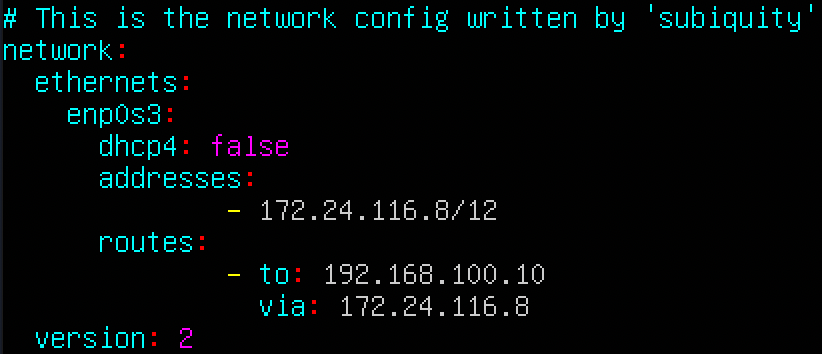 # This is the network config written by 'subiquity'
network:
  ethernets:
    enp0s3:
      dhcp4: false
      addresses:
              - 172.24.116.8/12
      routes:
              - to: 192.168.100.10
                via: 172.24.116.8
  version: 2